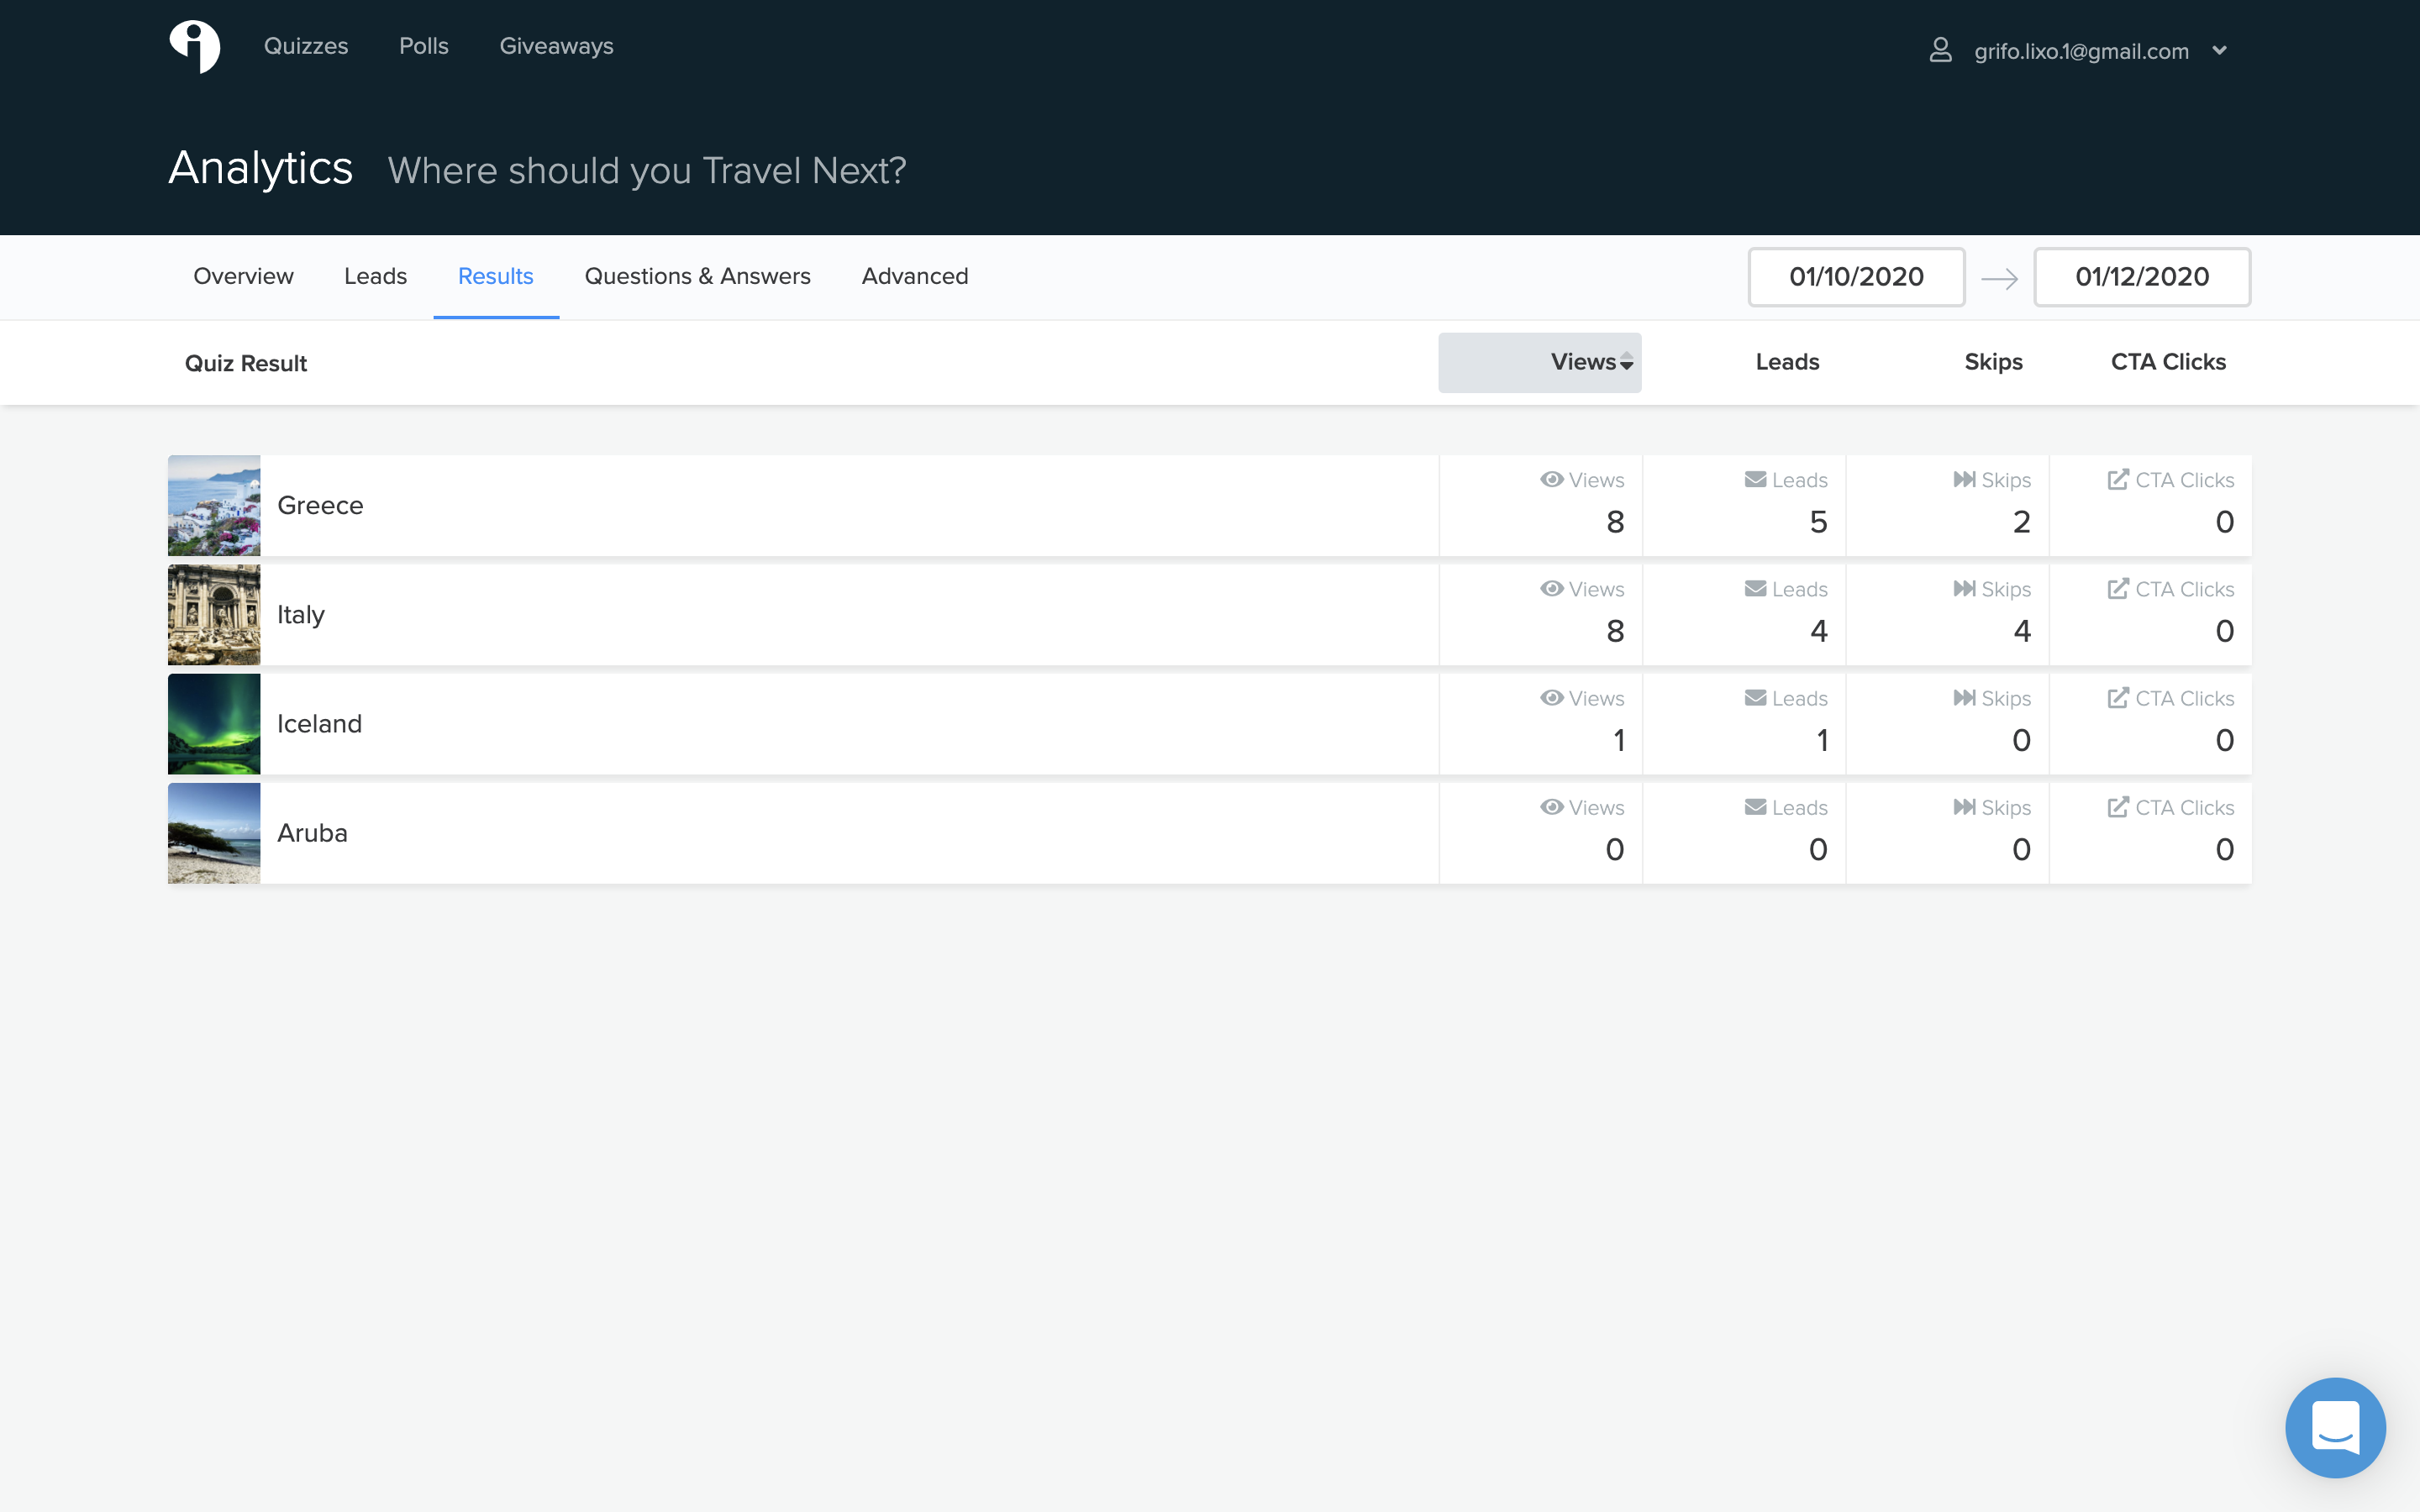 Quizzes Polls Giveaways grifo.lixo.1@gmail.com
Analytics Where should you Travel Next?
Overview Leads Results Questions & Answers Advanced 01/10/2020 01/12/2020
Quiz Result Views Leads Skips CTA Clicks
Greece
Views Leads Skips CTA Clicks
8 5 2 0
Italy
Views Leads Skips CTA Clicks
8 4 4 0
Iceland
Views Leads Skips CTA Clicks
1 1 0 0
Aruba
Views Leads Skips CTA Clicks
0 0 0 0